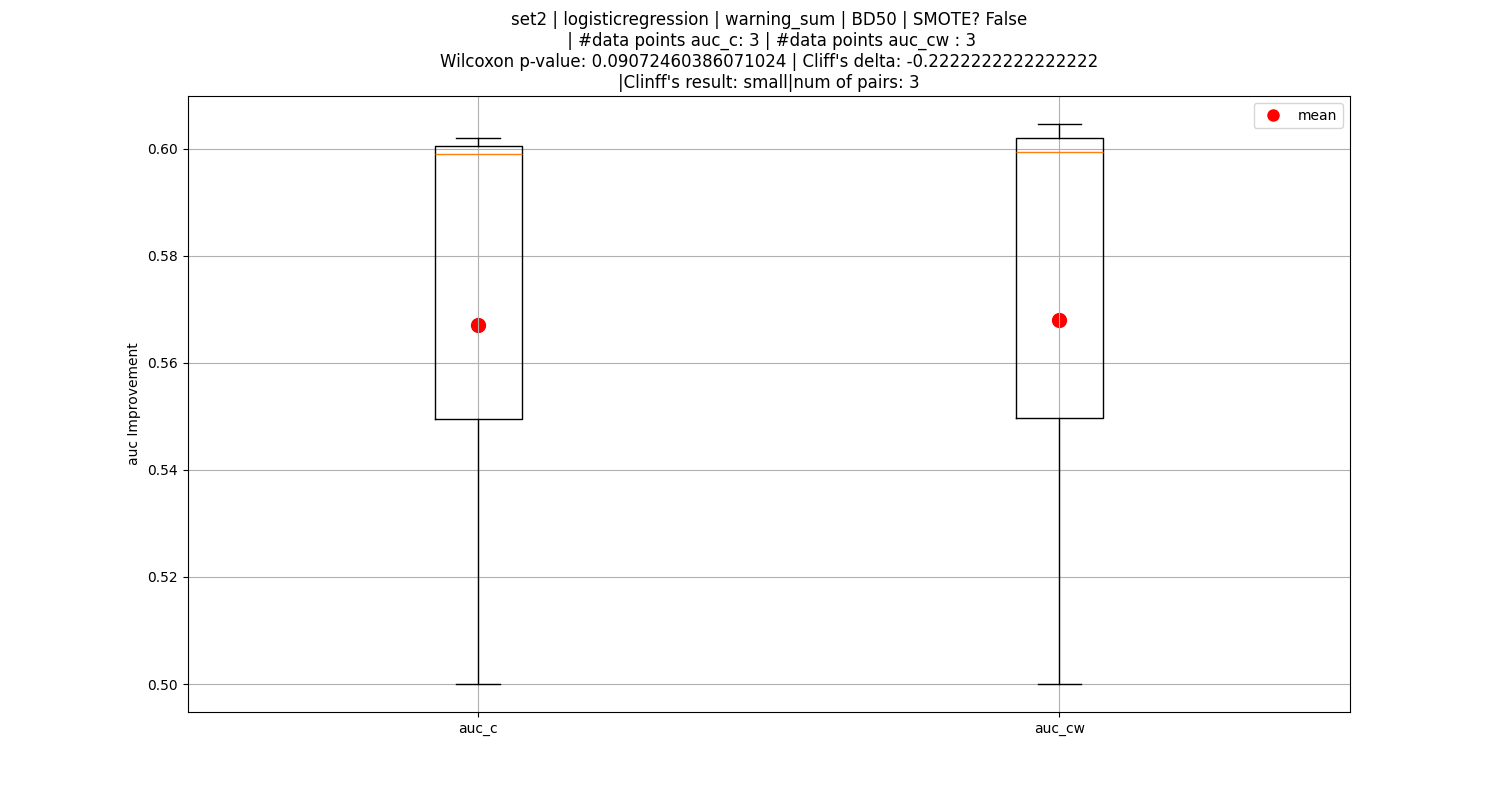 set2 | logisticregression | warning_sum | BD50 | SMOTE? False
| #data points auc_c: 3 | #data points auc_cw : 3
Wilcoxon p-value: 0.09072460386071024 | Cliff's delta: -0.2222222222222222
|Clinff's result: small|num of pairs: 3
mean
0.60
0.58
0.56
0.54
0.52
0.50
auc Improvement
auc_c
auc_cw